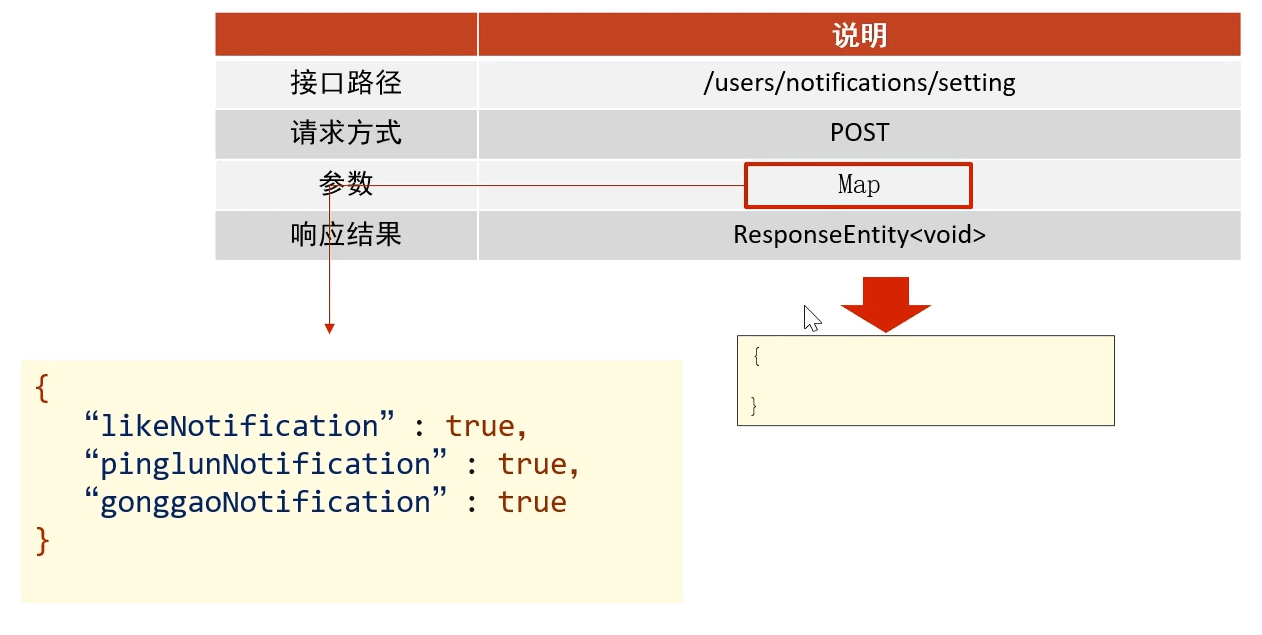 说明
接口路径 /users/notifications/setting
请求方式 POST
参数 Map
响应结果 ResponseEntity<void>
{
“likeNotification” : true,
“pinglunNotification” : true,
“gonggaoNotification” : true
}
{
}